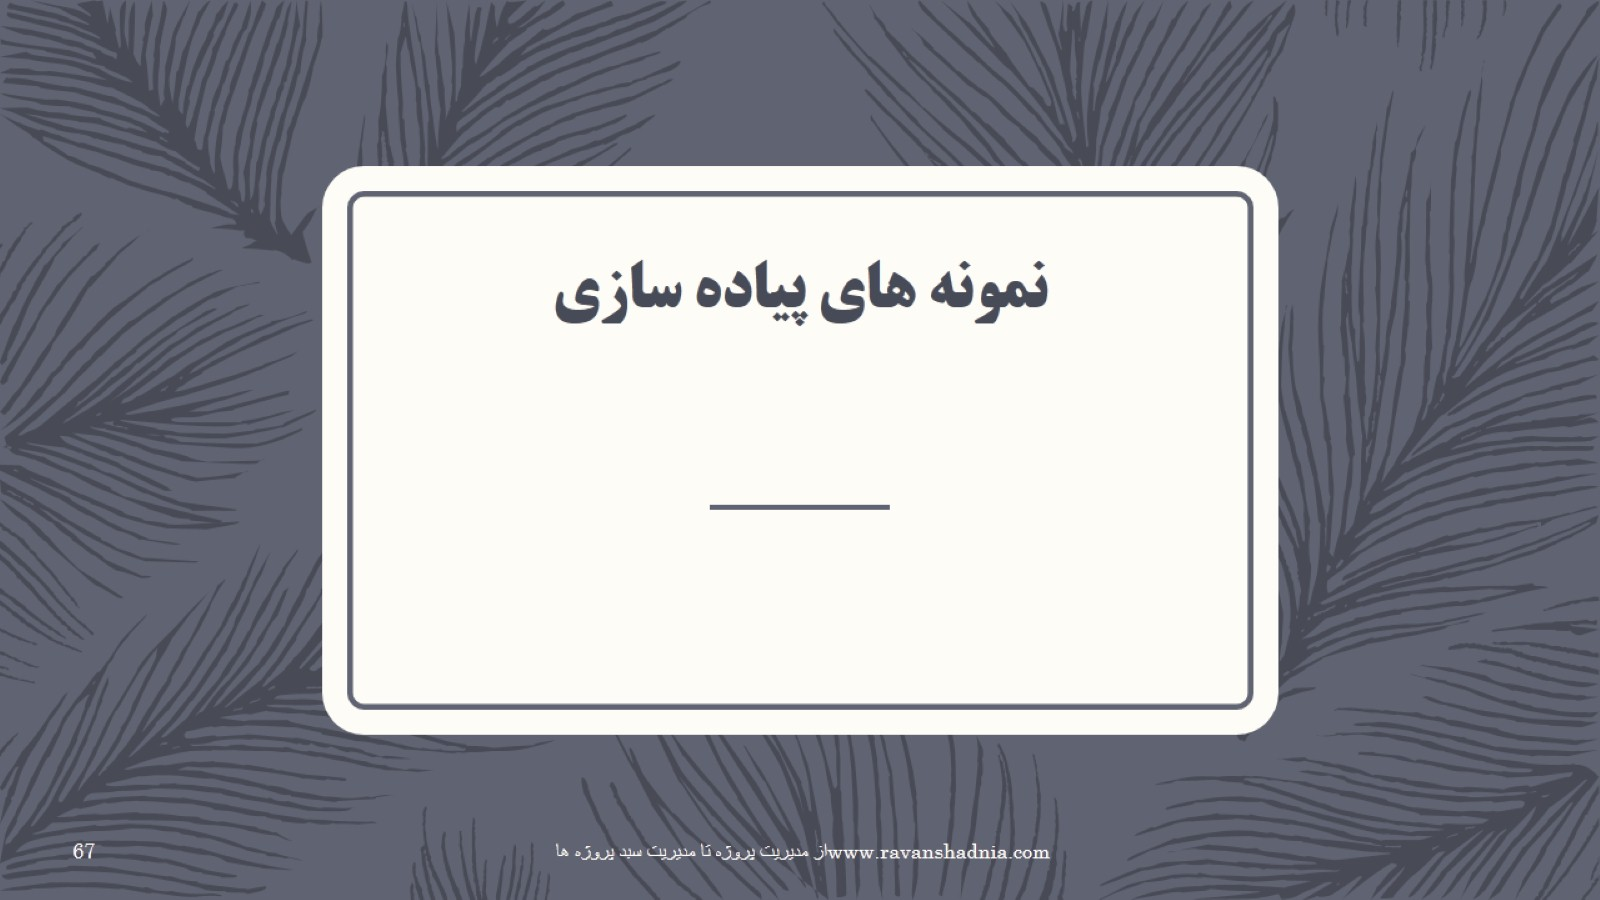 نمونه های پیاده سازی
www.ravanshadnia.comاز مدیریت پروژه تا مدیریت سبد پروژه ها
67